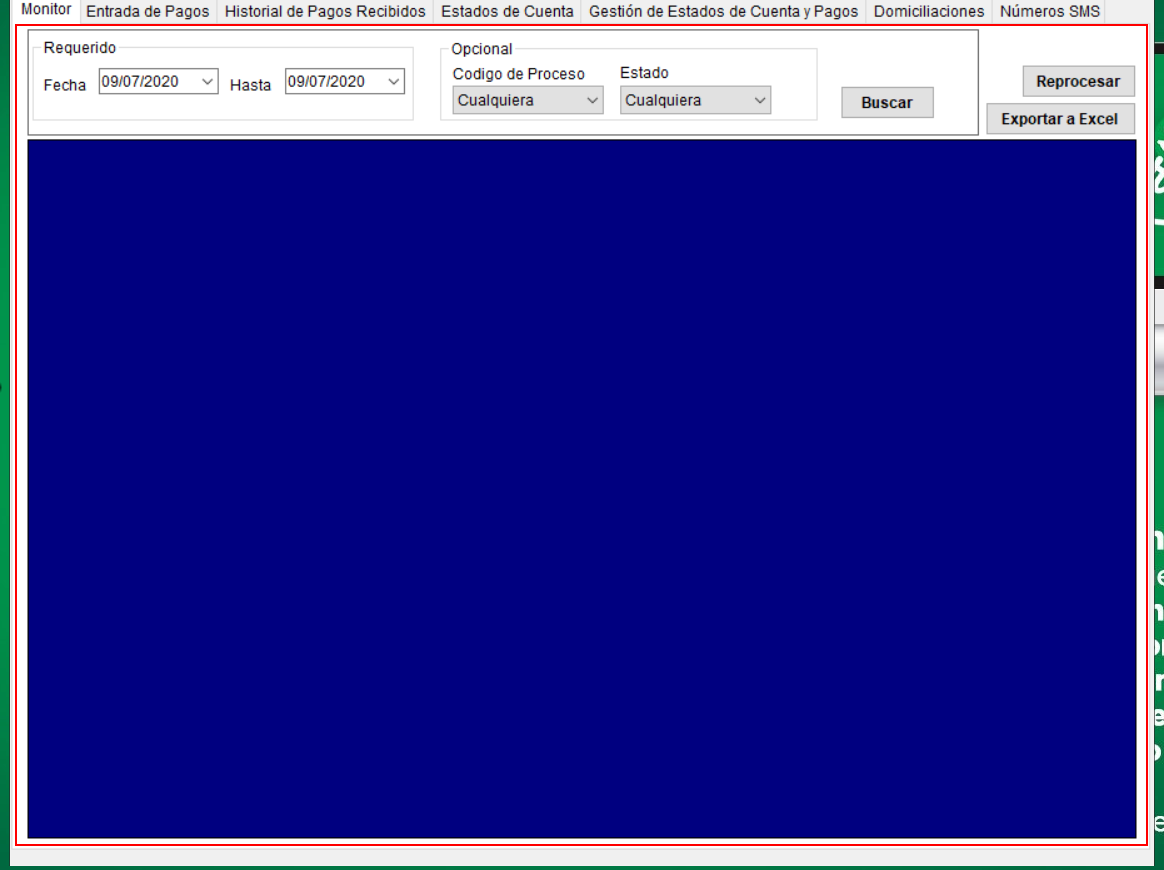 Monitor Entrada de Pagos Historial de Pagos Recibidos Estados de Cuenta Gestión de Estados de Cuenta y Pagos Domiciliaciones Números SMS
Requerido
Fecha 09/07/2020 Hasta 09/07/2020
Opcional
Codigo de Proceso Estado
Cualquiera Cualquiera
Buscar
Reprocesar
Exportar a Excel